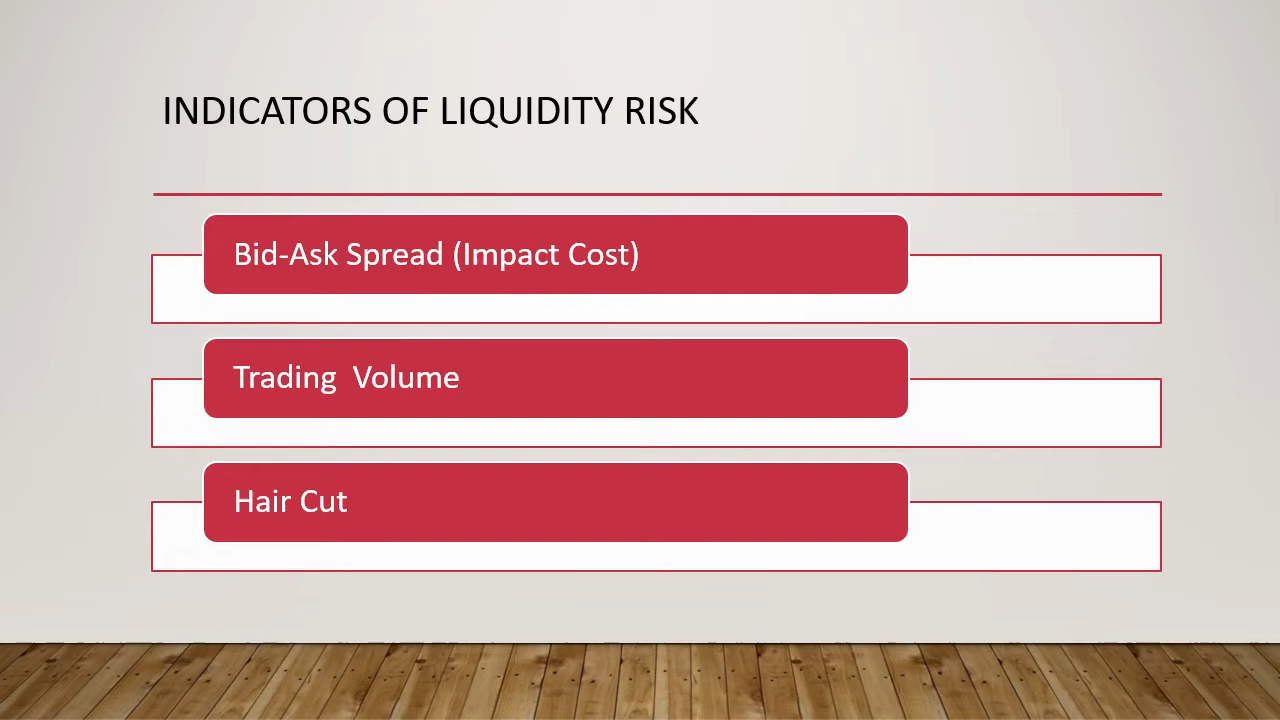 INDICATORS OF LIQUIDITY RISK
Bid-Ask Spread (Impact Cost)
Trading  Volume
Hair Cut